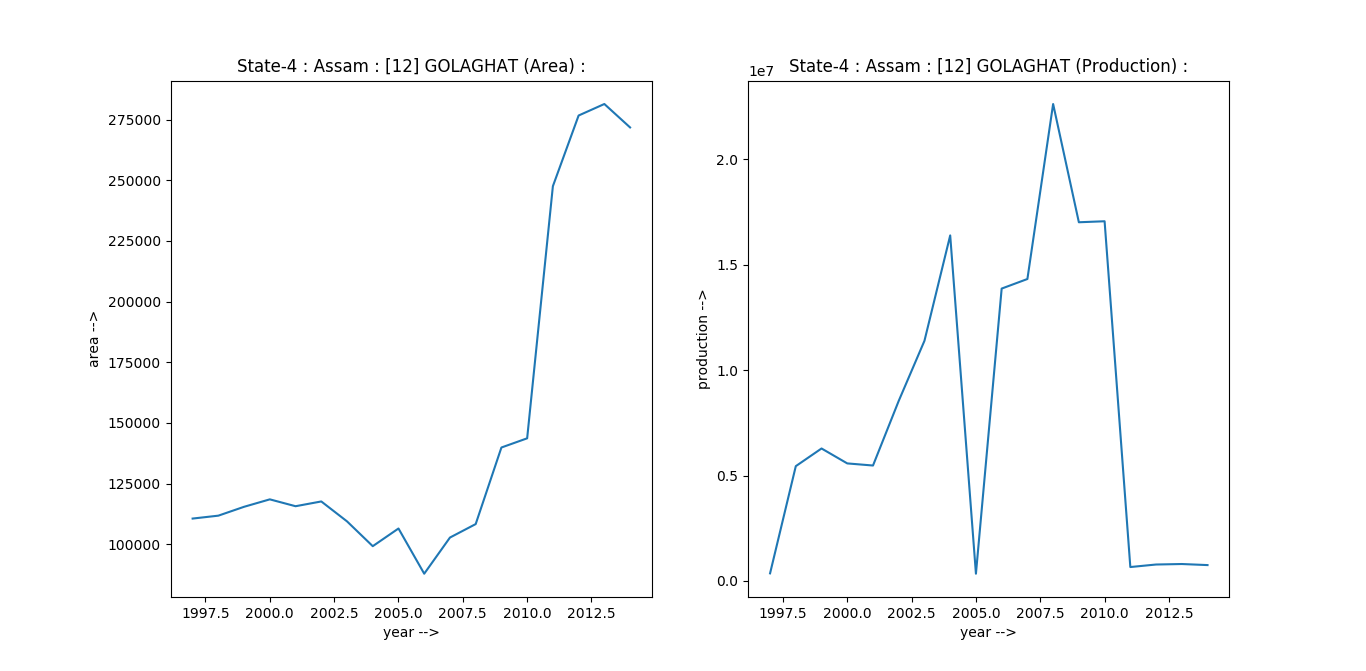 State-4 : Assam : [12] GOLAGHAT (Area) :
275000
250000
225000
200000
175000
150000
125000
100000
area -->
1997.5 2000.0 2002.5 2005.0 2007.5 2010.0 2012.5
year -->
1e7
State-4 : Assam : [12] GOLAGHAT (Production) :
2.0
1.5
1.0
0.5
0.0
production -->
1997.5 2000.0 2002.5 2005.0 2007.5 2010.0 2012.5
year -->